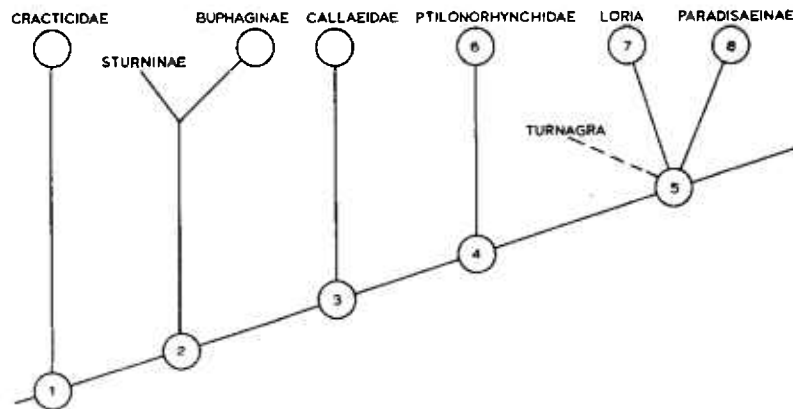 CRACTICIDAE
BUPHAGINAE
CALLAEIDAE
PTILONORHYNCHIDAE
LORIA
PARADISAEINAE
STURNINAE
6
7
8
TURNAGRA
5
4
3
2
1